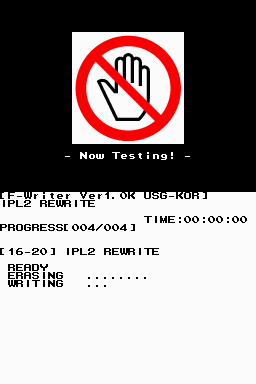 - Now Testing! -
[F-Writer Ver1.0K USG-KOR]
IPL2 REWRITE
TIME:00:00:00
PROGRESS[004/004]
[16-20] IPL2 REWRITE
READY
ERASING ........
WRITING ...